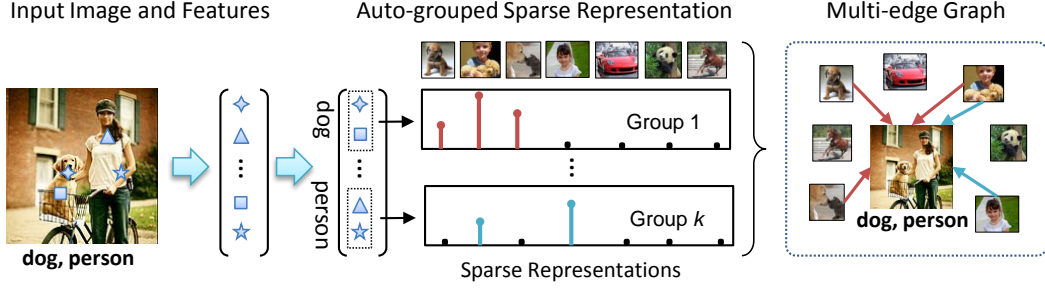 Input Image and Features
Auto-grouped Sparse Representation
Multi-edge Graph
dog
person
Group 1
Group k
Sparse Representations
dog, person
dog, person